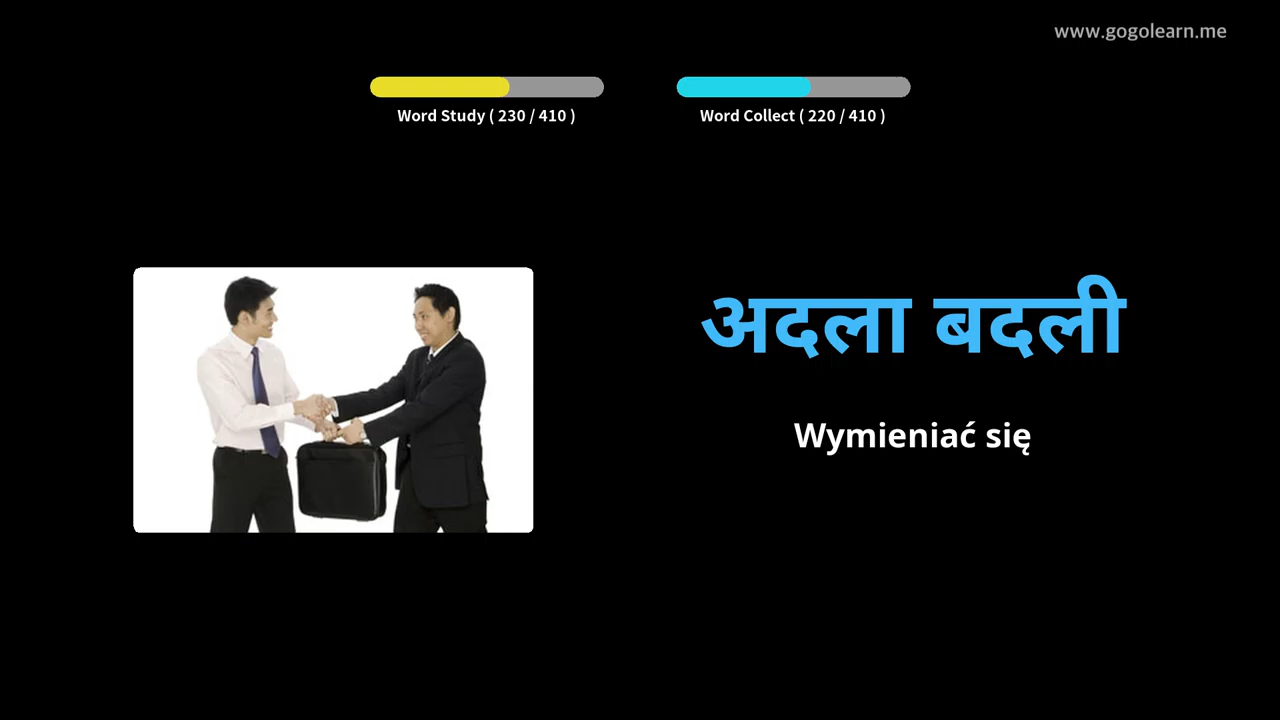 www.gogolearn.me
Word Study ( 230 / 410 )
Word Collect ( 220 / 410 )
अदला बदली
Wymieniać się